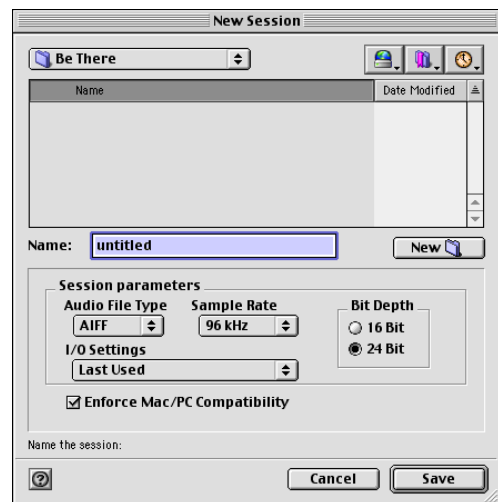 New Session
Be There
Name Date Modified
Name: untitled New
Session parameters
Audio File Type Sample Rate Bit Depth
AIFF 96 kHz 16 Bit
I/O Settings 24 Bit
Last Used
Enforce Mac/PC Compatibility
Name the session:
? Cancel Save